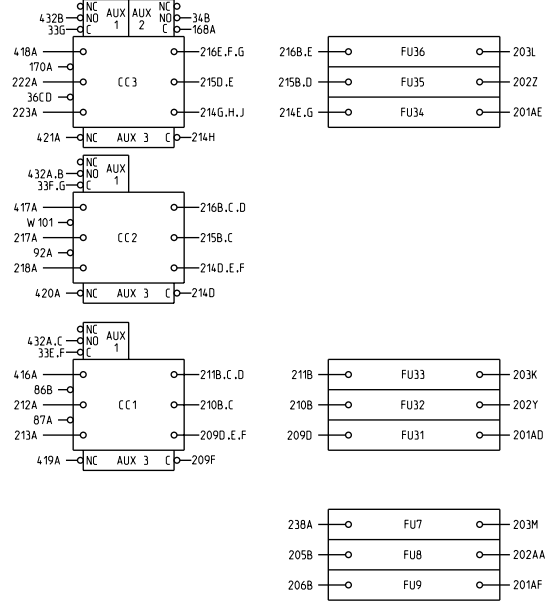 NC AUX AUX NC
432B NO 1 2 NO 34B
33G C C 168A
418A 216E.F.G
170A
222A CC3 215D.E
36CD
223A 214G.H.J
421A NC AUX 3 C 214H
216B.E FU36 203L
215B.D FU35 202Z
214E.G FU34 201AE
NC AUX
432A.B NO 1
33F.G C
417A 216B.C.D
W101
217A CC2 215B.C
92A
218A 214D.E.F
420A NC AUX 3 C 214D
NC AUX
432A.C NO 1
33E.F C
416A 211B.C.D
86B
212A CC1 210B.C
87A
213A 209D.E.F
419A NC AUX 3 C 209F
211B FU33 203K
210B FU32 202Y
209D FU31 201AD
238A FU7 203M
205B FU8 202AA
206B FU9 201AF